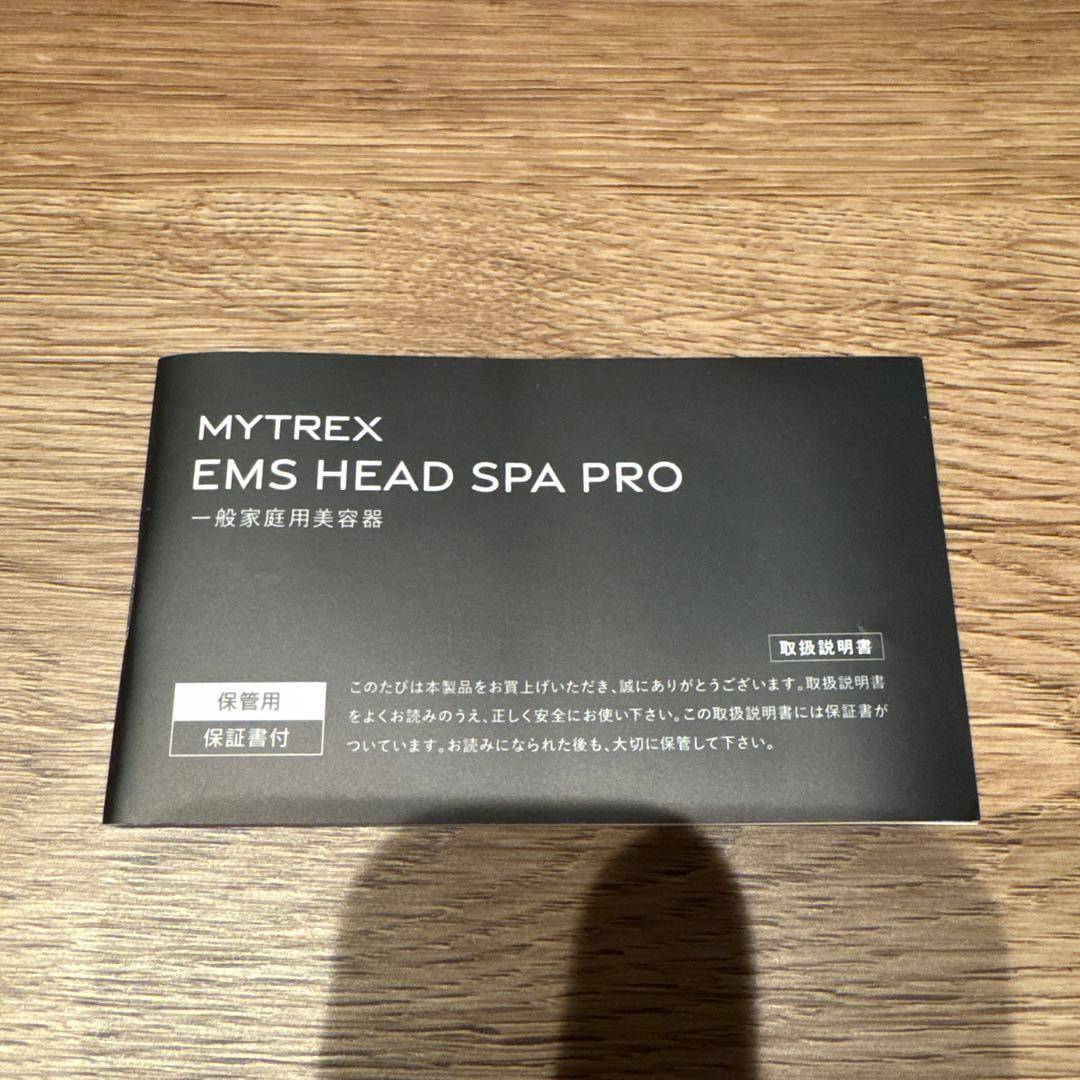 MYTREX
EMS HEAD SPA PRO
一般家庭用美容器
取扱説明書
保管用
保証書付
このたびは本製品をお買上げいただき、誠にありがとうございます。取扱説明書
をよくお読みのうえ、正しく安全にお使い下さい。この取扱説明書には保証書が
ついています。お読みになられた後も、大切に保管して下さい。